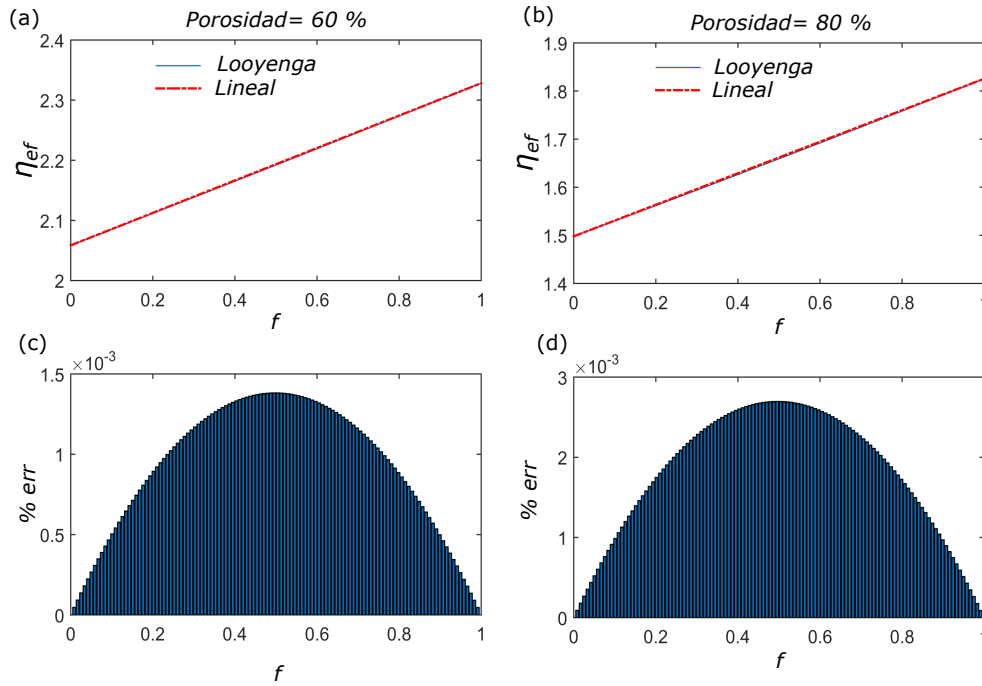 (a)
Porosidad= 60 %
2.4
2.3
2.2
2.1
2
η_ef
Looyenga
Lineal
0 0.2 0.4 0.6 0.8 1
f
(b)
Porosidad= 80 %
1.9
1.8
1.7
1.6
1.5
1.4
η_ef
Looyenga
Lineal
0 0.2 0.4 0.6 0.8 1
f
(c)
×10⁻³
1.5
1
0.5
0
% err
0 0.2 0.4 0.6 0.8 1
f
(d)
×10⁻³
3
2
1
0
% err
0 0.2 0.4 0.6 0.8 1
f